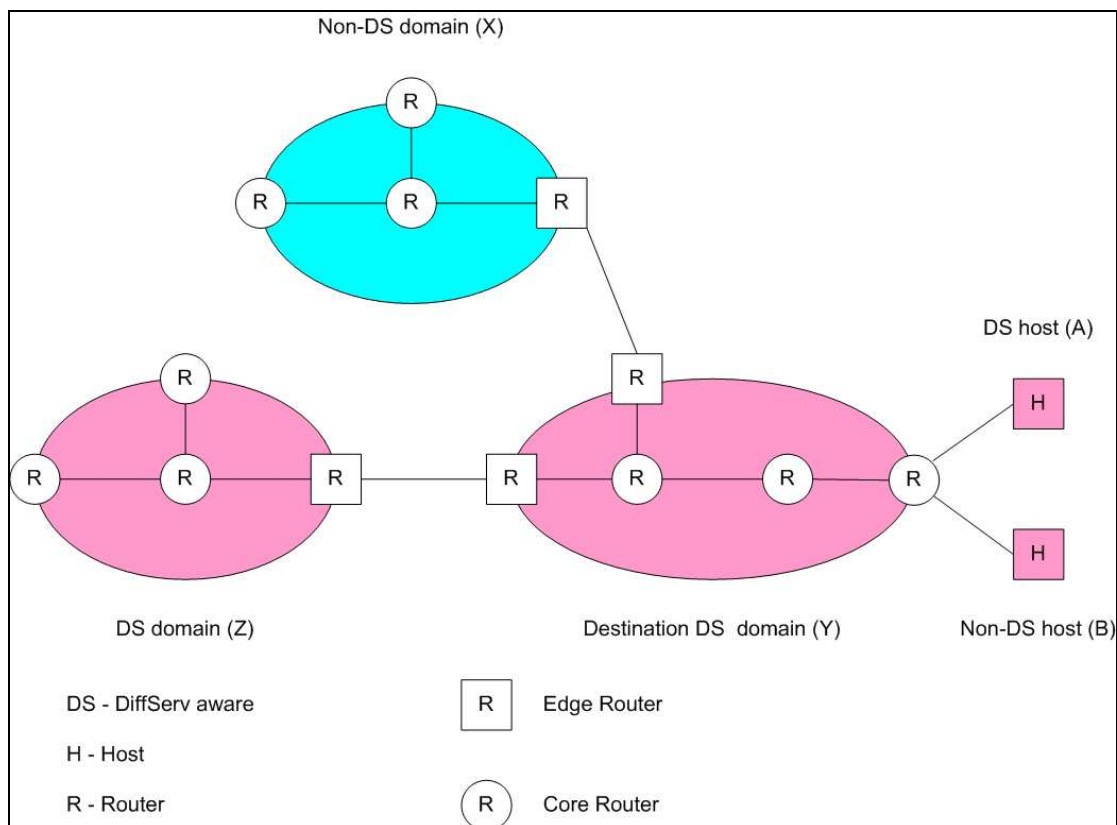 Non-DS domain (X)
R
R
R
R
DS host (A)
R
R
H
R
R
R
R
R
R
R
H
DS domain (Z)
Destination DS domain (Y)
Non-DS host (B)
DS - DiffServ aware
R
Edge Router
H - Host
R - Router
R
Core Router